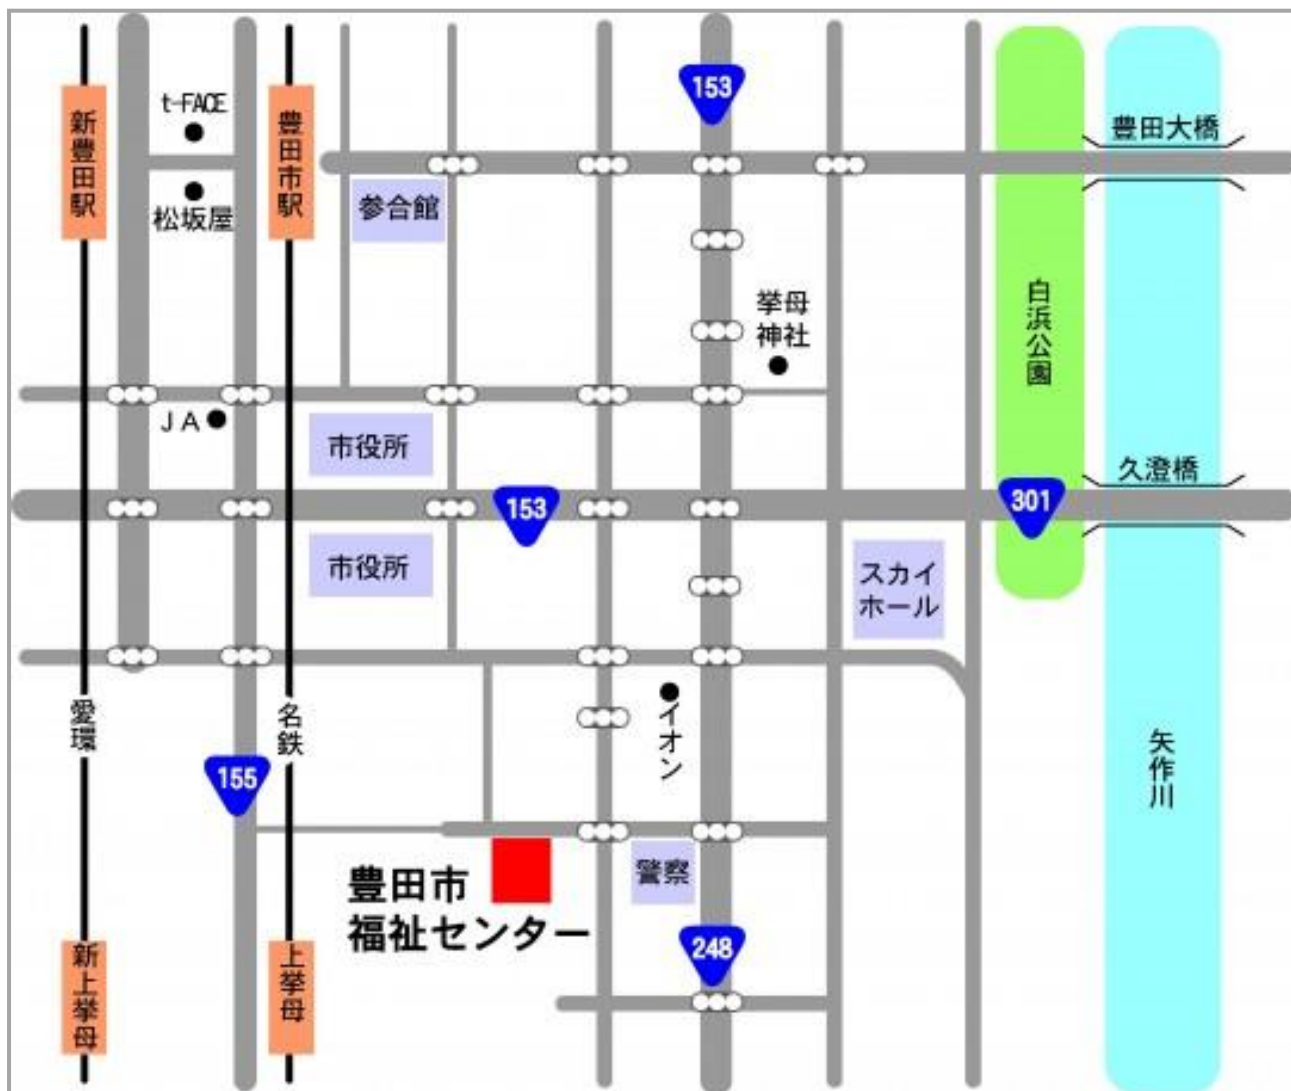 153
t-FACE
新豊田駅
豊田市駅
豊田大橋
松坂屋
参合館
挙母
神社
白浜公園
JA
市役所
久澄橋
153
301
市役所
スカイ
ホール
愛環
名鉄
イオン
矢作川
155
豊田市
福祉センター
警察
248
新上挙母
上挙母